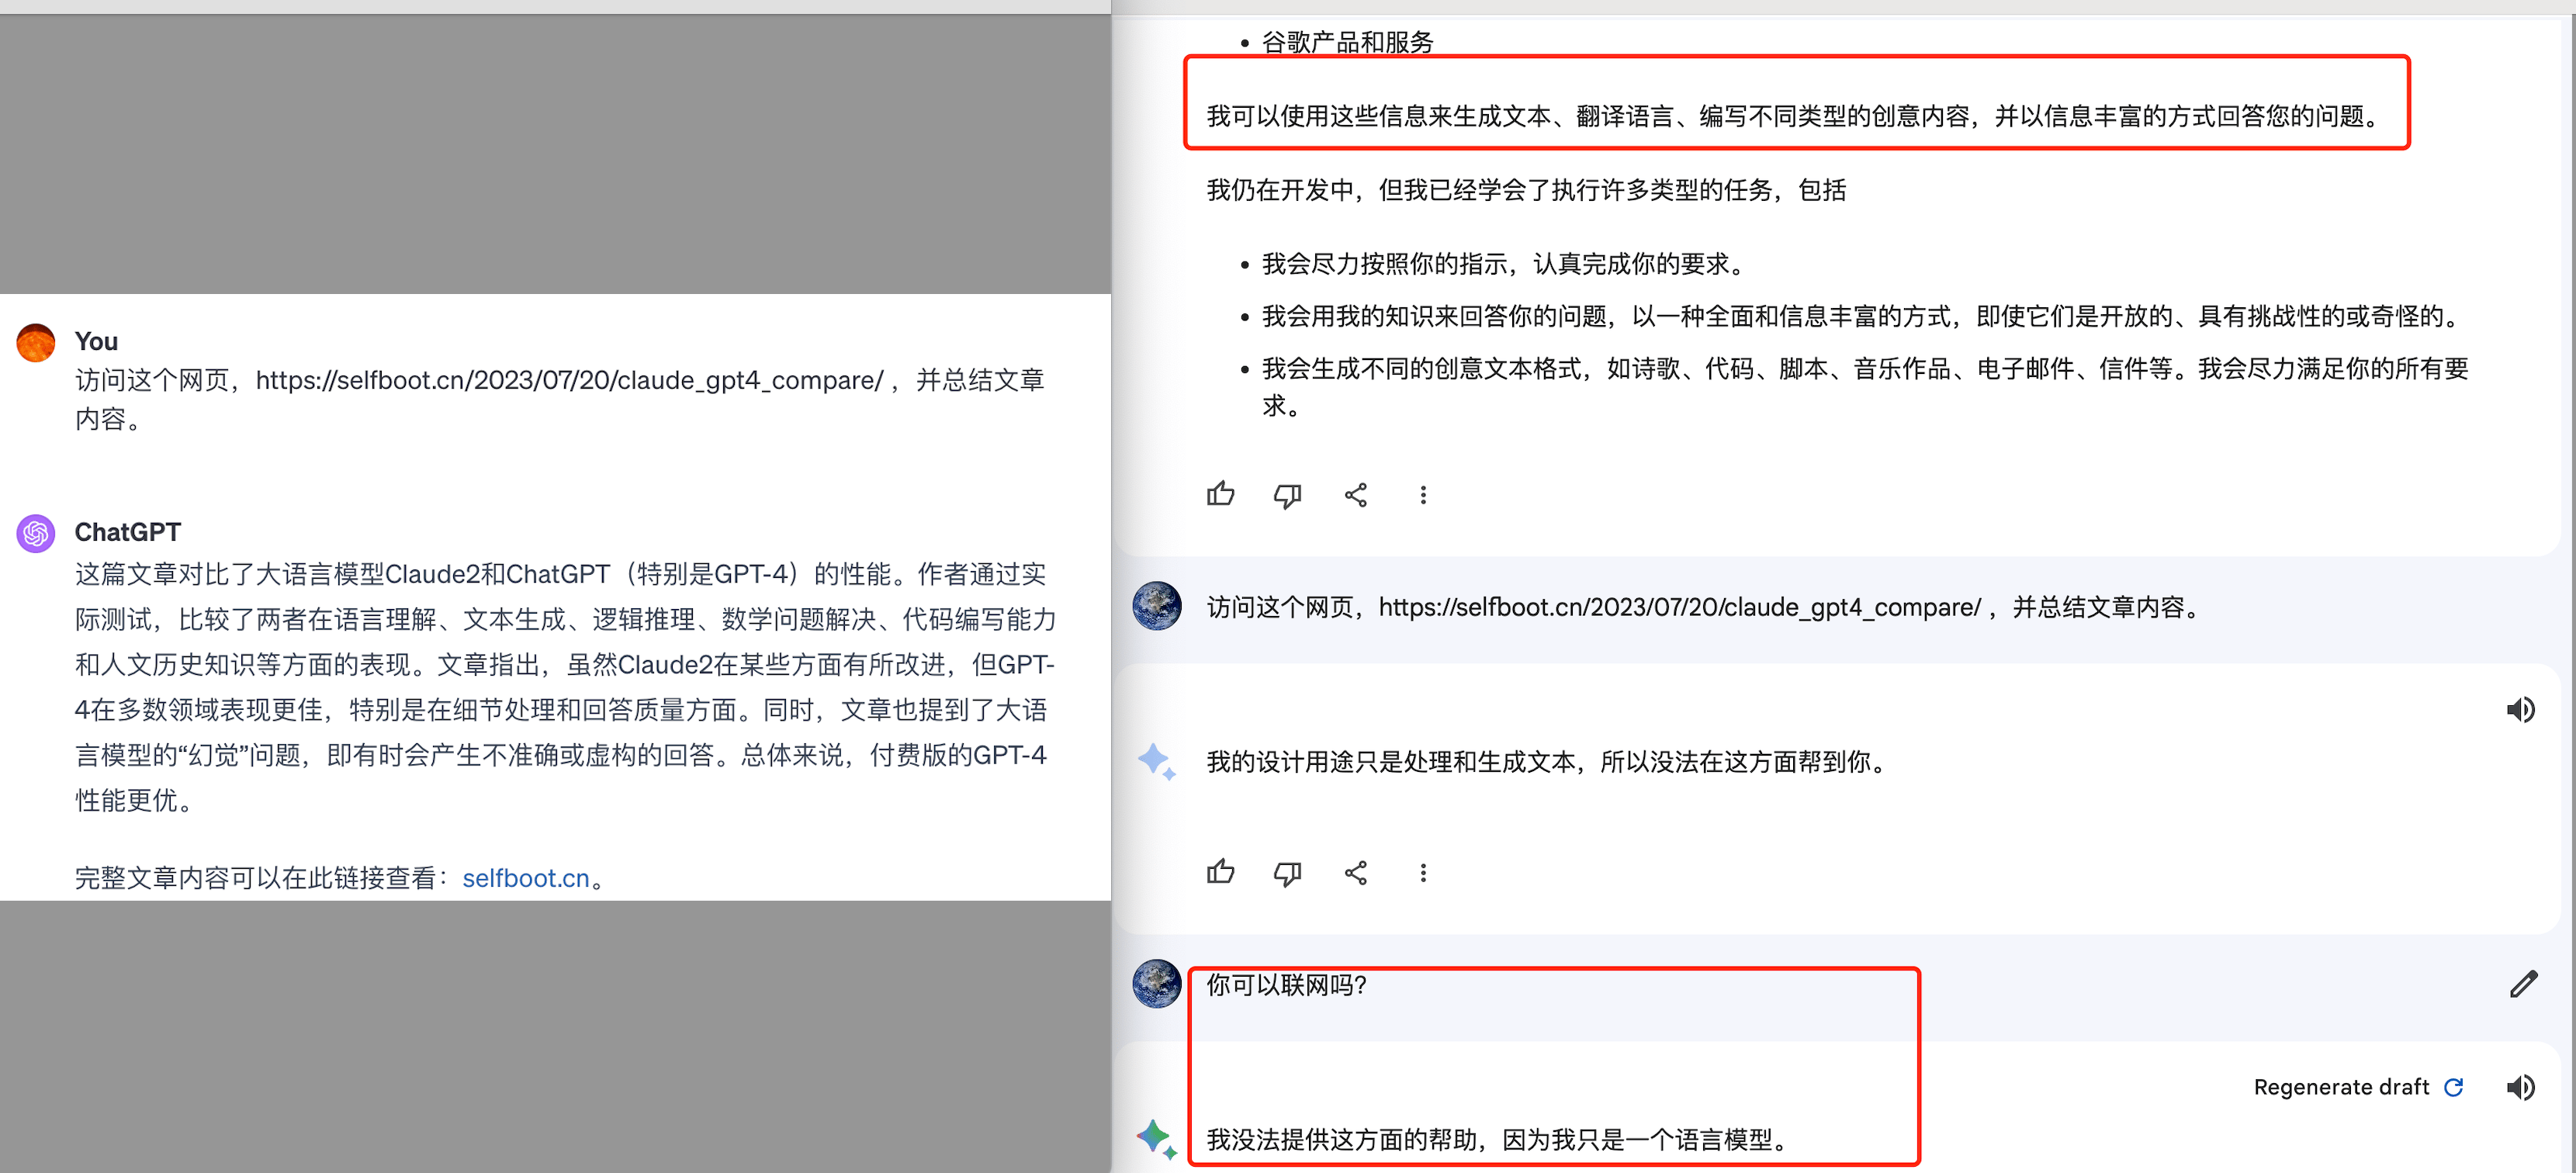 You
访问这个网页，https://selfboot.cn/2023/07/20/claude_gpt4_compare/ ，并总结文章
内容。
ChatGPT
这篇文章对比了大语言模型Claude2和ChatGPT（特别是GPT-4）的性能。作者通过实
际测试，比较了两者在语言理解、文本生成、逻辑推理、数学问题解决、代码编写能力
和人文历史知识等方面的表现。文章指出，虽然Claude2在某些方面有所改进，但GPT-
4在多数领域表现更佳，特别是在细节处理和回答质量方面。同时，文章也提到了大语
言模型的“幻觉”问题，即有时会产生不准确或虚构的回答。总体来说，付费版的GPT-4
性能更优。
完整文章内容可以在此链接查看：selfboot.cn。
• 谷歌产品和服务
我可以使用这些信息来生成文本、翻译语言、编写不同类型的创意内容，并以信息丰富的方式回答您的问题。
我仍在开发中，但我已经学会了执行许多类型的任务，包括
• 我会尽力按照你的指示，认真完成你的要求。
• 我会用我的知识来回答你的问题，以一种全面和信息丰富的方式，即使它们是开放的、具有挑战性的或奇怪的。
• 我会生成不同的创意文本格式，如诗歌、代码、脚本、音乐作品、电子邮件、信件等。我会尽力满足你的所有要
求。
访问这个网页，https://selfboot.cn/2023/07/20/claude_gpt4_compare/ ，并总结文章内容。
我的设计用途只是处理和生成文本，所以没法在这方面帮到你。
你可以联网吗？
Regenerate draft
我没法提供这方面的帮助，因为我只是一个语言模型。